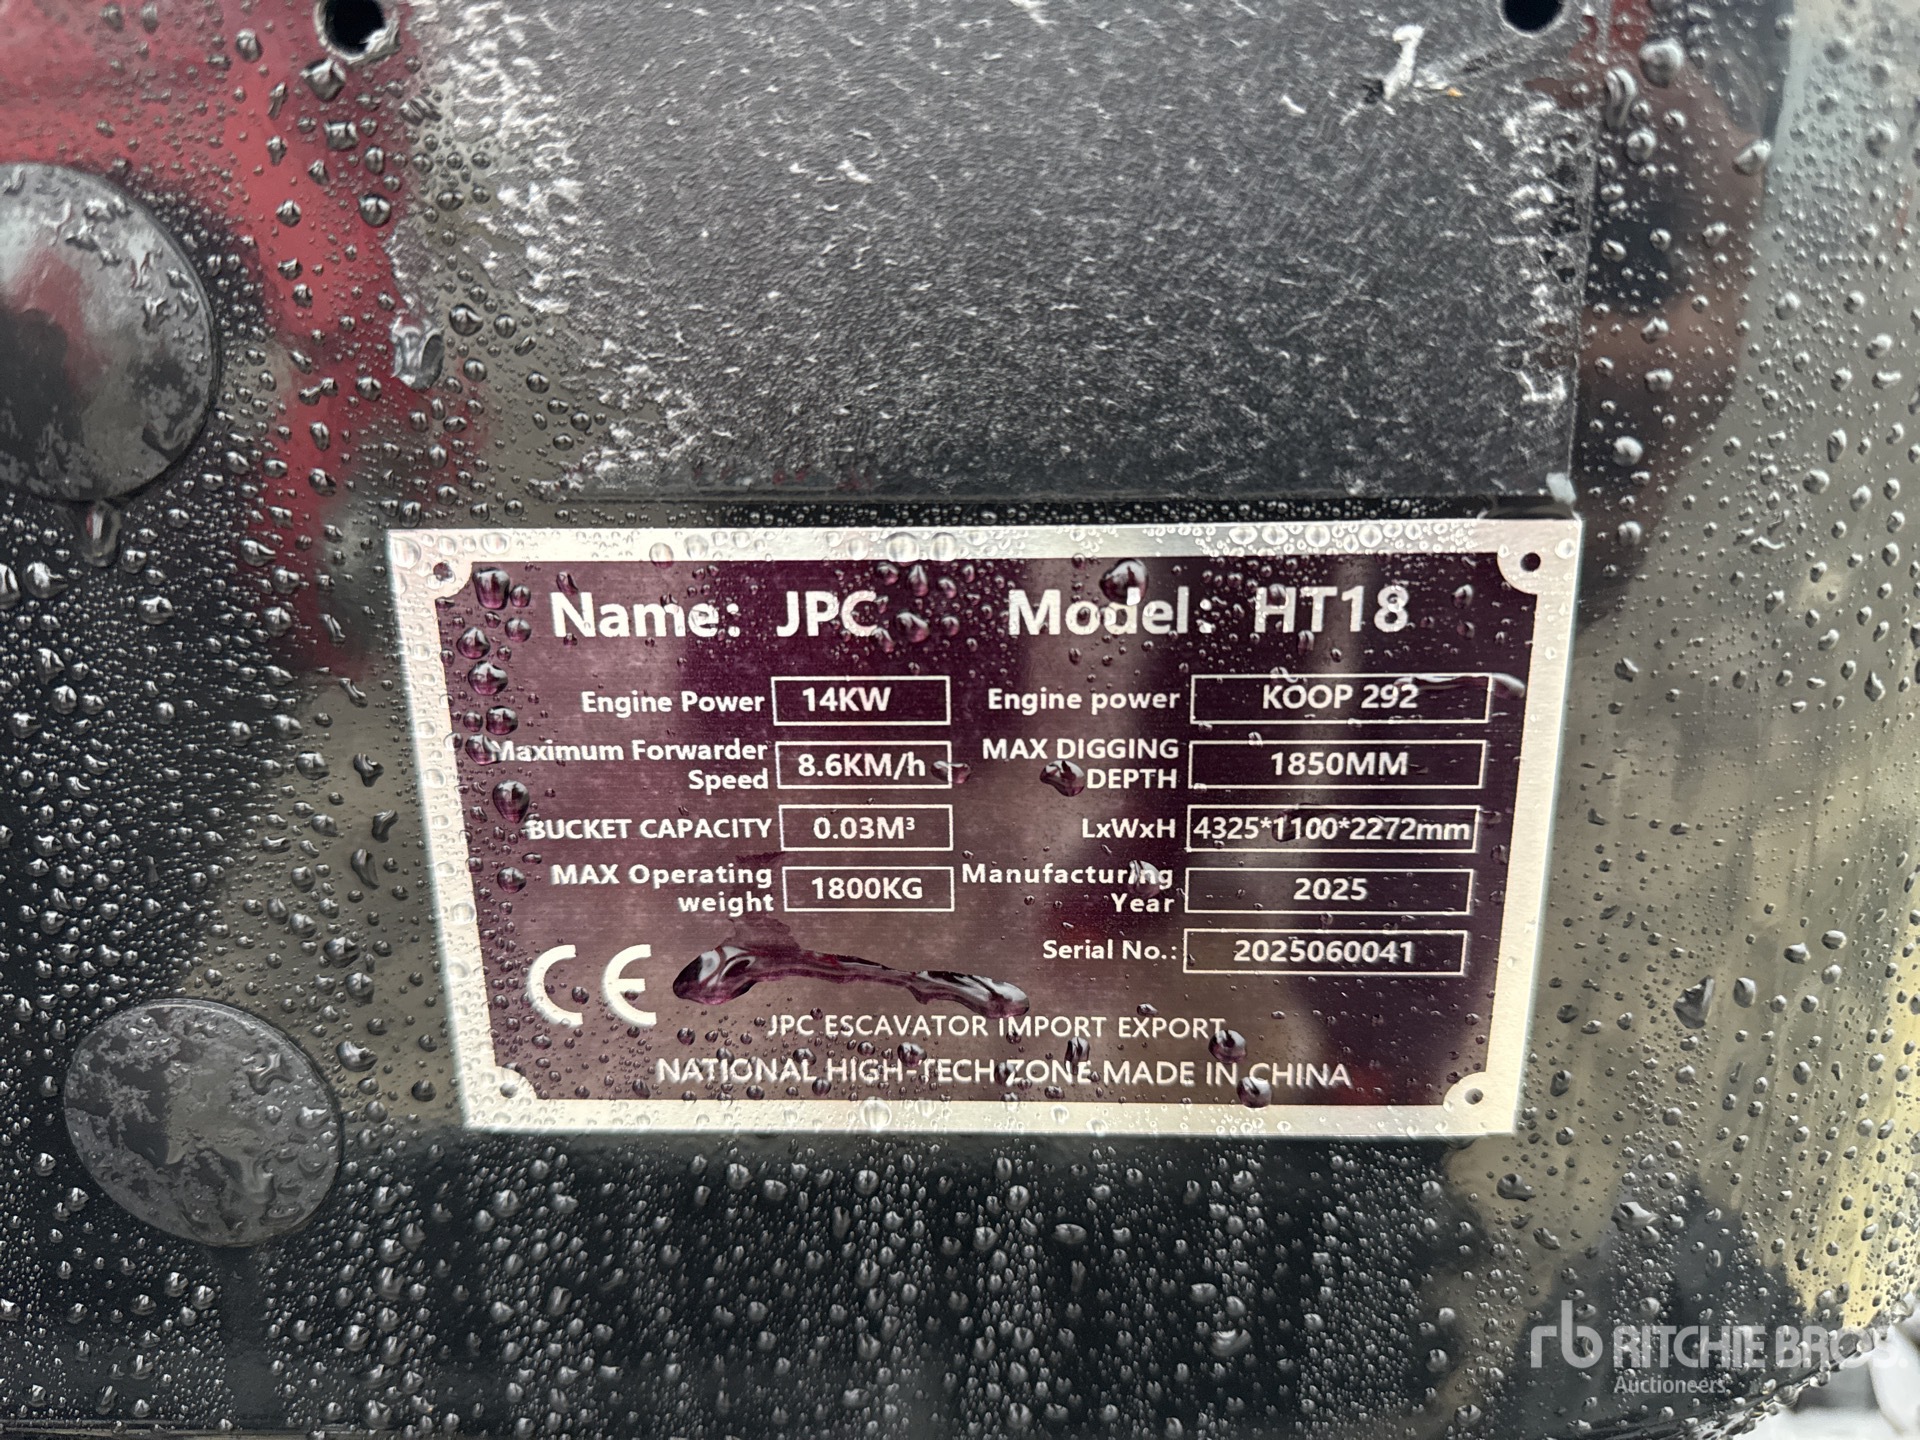 Name: JPC Model: HT18
Engine Power 14KW Engine power KOOP 292
Maximum Forwarder Speed 8.6KM/h MAX DIGGING DEPTH 1850MM
BUCKET CAPACITY 0.03M³ LxWxH 4325*1100*2272mm
MAX Operating weight 1800KG Manufacturing Year 2025
Serial No.: 2025060041
CE
JPC ESCAVATOR IMPORT EXPORT
NATIONAL HIGH-TECH ZONE MADE IN CHINA
rb RITCHIE BROS.
Auctioneers